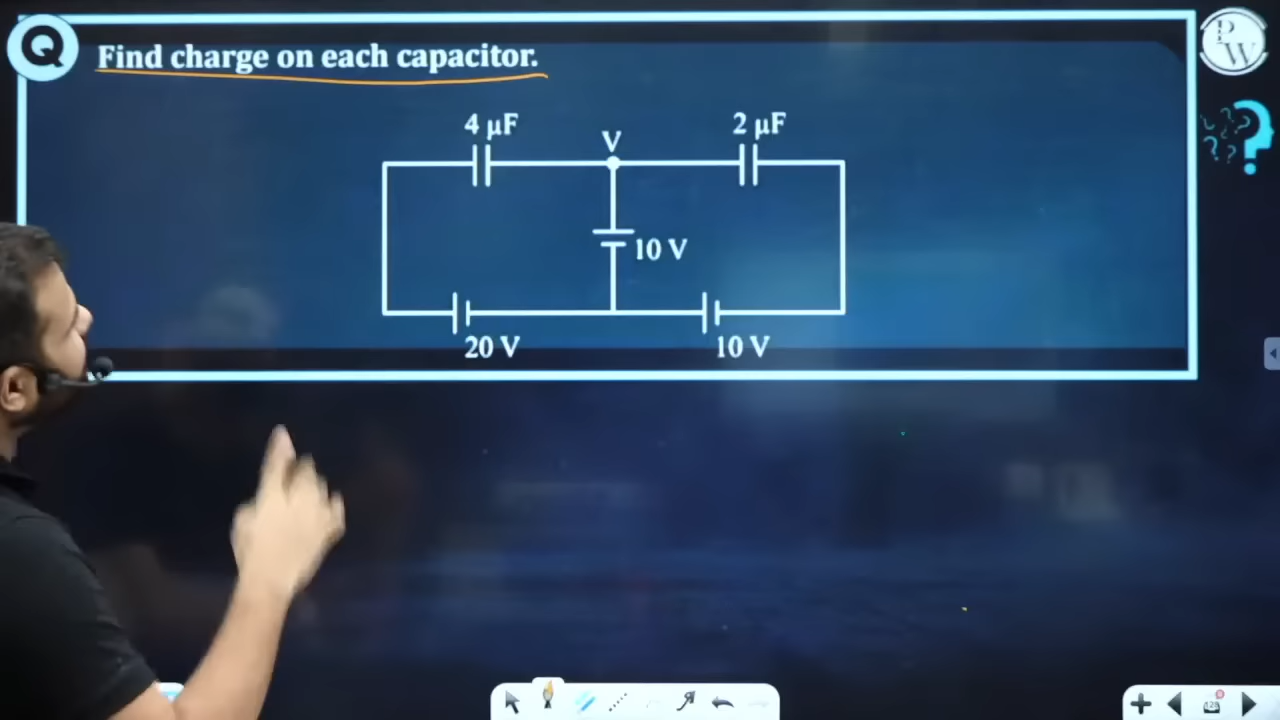 Q
Find charge on each capacitor.
P
W
4 μF
V
2 μF
10 V
20 V
10 V